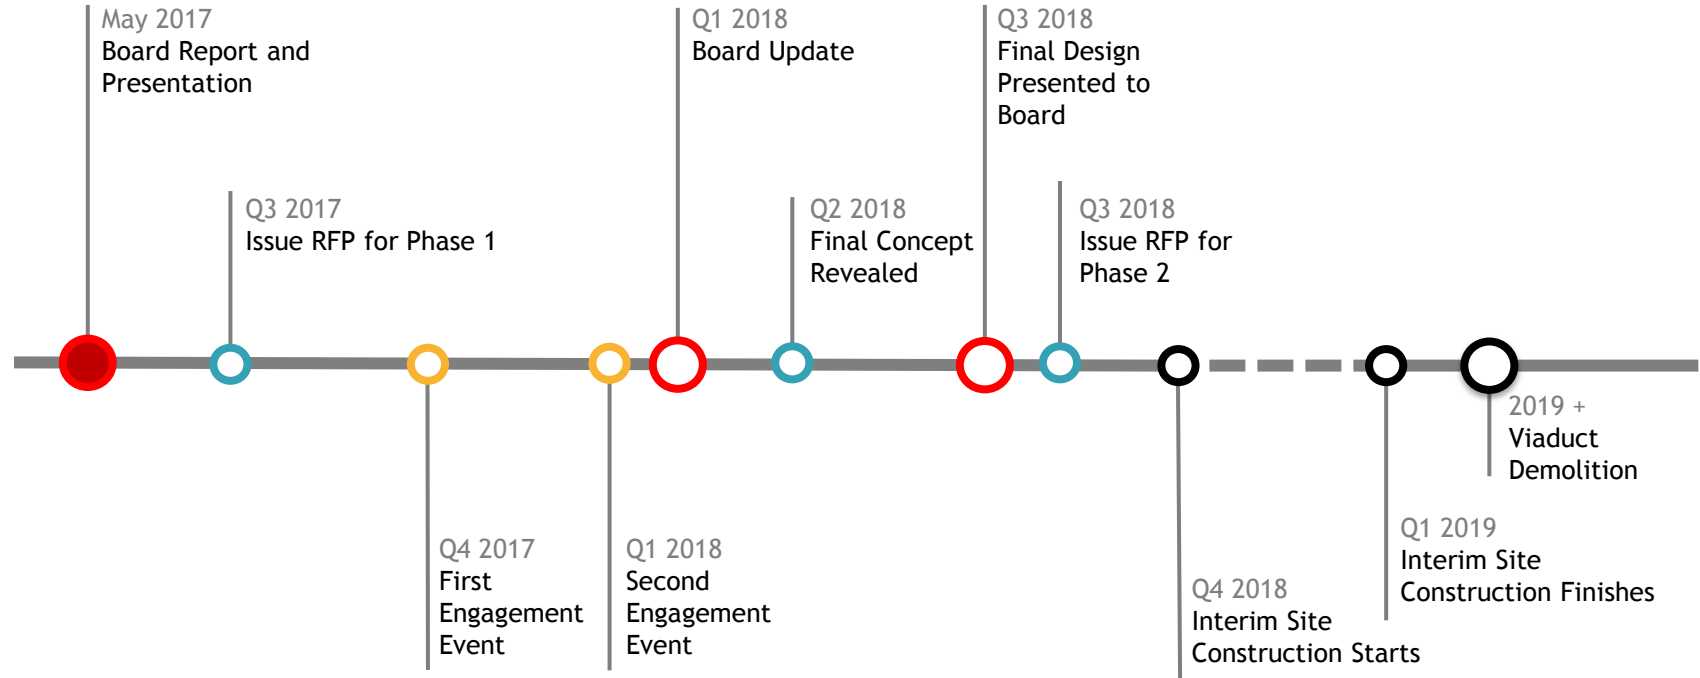 May 2017
Board Report and
Presentation
Q3 2017
Issue RFP for Phase 1
Q4 2017
First
Engagement
Event
Q1 2018
Second
Engagement
Event
Q1 2018
Board Update
Q2 2018
Final Concept
Revealed
Q3 2018
Final Design
Presented to
Board
Q3 2018
Issue RFP for
Phase 2
Q4 2018
Interim Site
Construction Starts
Q1 2019
Interim Site
Construction Finishes
2019 +
Viaduct
Demolition